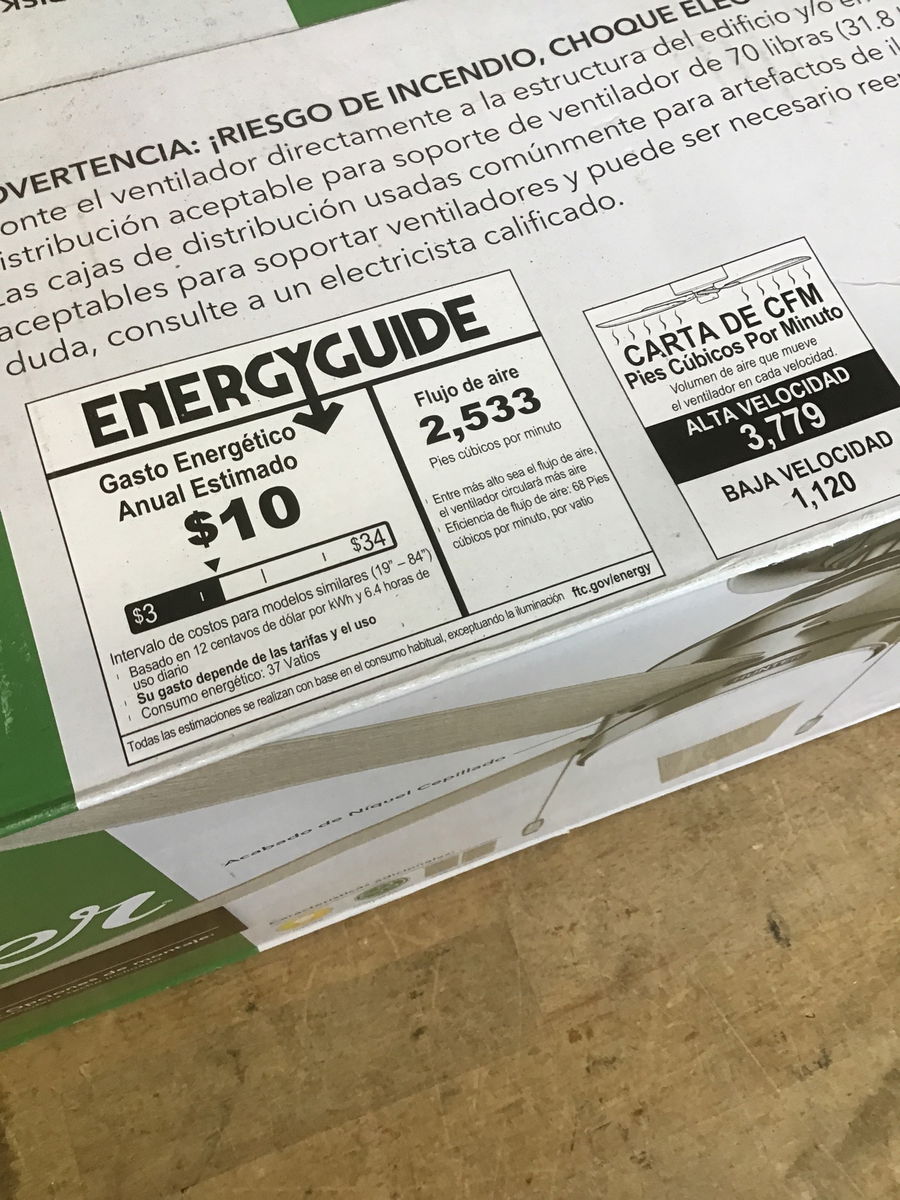 DVERTENCIA: ¡RIESGO DE INCENDIO, CHOQUE
onte el ventilador directamente a la estructura del edificio y/o
istribución aceptable para soporte de ventilador de 70 libras (31.8
Las cajas de distribución usadas comúnmente para artefactos de
aceptables para soportar ventiladores y puede ser necesario
duda, consulte a un electricista calificado.
ENERGYGUIDE
Gasto Energético
Anual Estimado
$10
$3
$34
Intervalo de costos para modelos similares (19" – 84")
Basado en 12 centavos de dólar por kWh y 6.4 horas de
uso diario
Su gasto depende de las tarifas y el uso
Consumo energético: 37 Vatios
Flujo de aire
2,533
Pies cúbicos por minuto
Entre más alto sea el flujo de aire,
el ventilador circulará más aire
Eficiencia de flujo de aire: 68 Pies
cúbicos por minuto, por vatio
Todas las estimaciones se realizan con base en el consumo habitual, exceptuando la iluminación ftc.gov/energy
CARTA DE CFM
Pies Cúbicos Por Minuto
Volumen de aire que mueve
el ventilador en cada velocidad.
ALTA VELOCIDAD
3,779
BAJA VELOCIDAD
1,120
Acabado de Níquel Cepillado
Características adicionales:
er
Opciones de montaje: